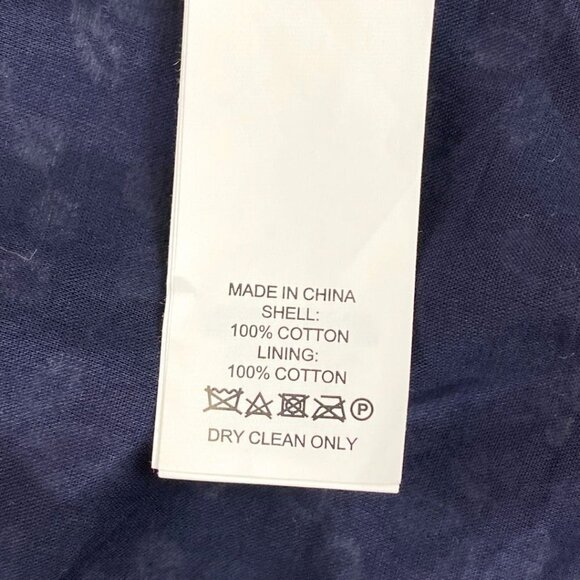 MADE IN CHINA
SHELL:
100% COTTON
LINING:
100% COTTON
P
DRY CLEAN ONLY